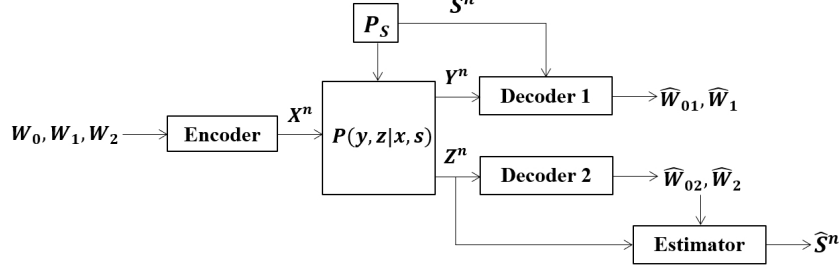 P_S
S^n
W_0, W_1, W_2
Encoder
X^n
P(y, z|x, s)
Y^n
Decoder 1
Ŵ_01, Ŵ_1
Z^n
Decoder 2
Ŵ_02, Ŵ_2
Estimator
Ŝ^n